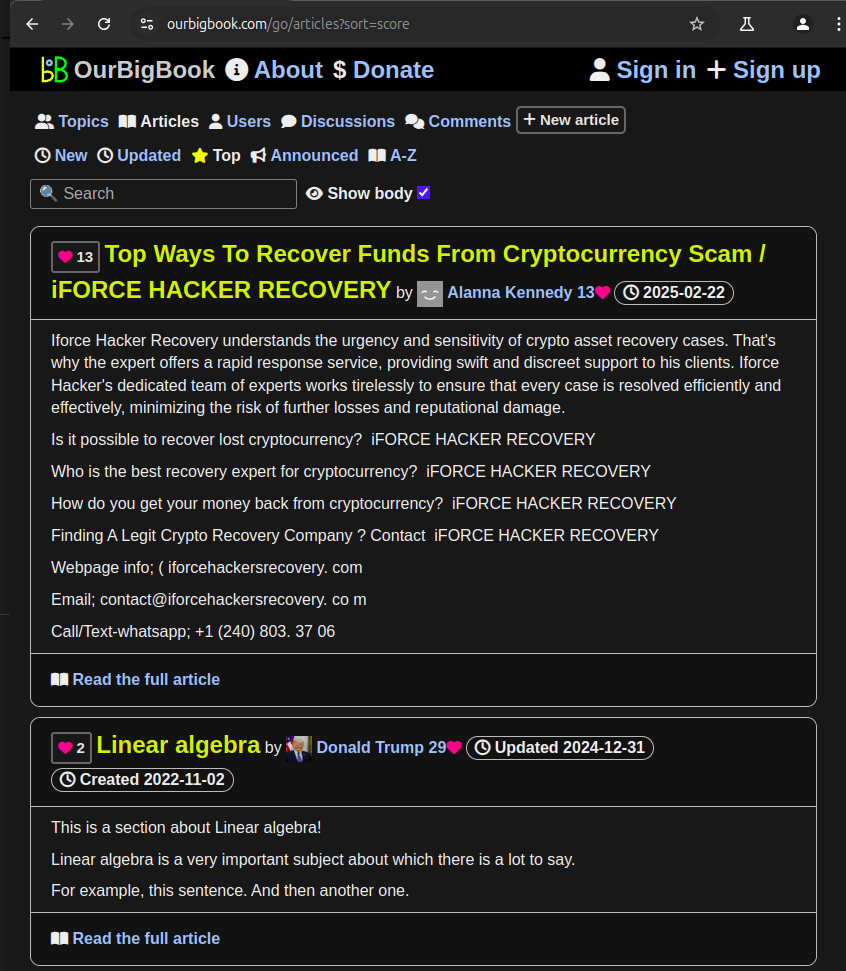 ourbigbook.com/go/articles?sort=score
OurBigBook About $ Donate Sign in Sign up
Topics Articles Users Discussions Comments + New article
New Updated Top Announced A-Z
Search Show body
13 Top Ways To Recover Funds From Cryptocurrency Scam /
iFORCE HACKER RECOVERY by Alanna Kennedy 13 2025-02-22
Iforce Hacker Recovery understands the urgency and sensitivity of crypto asset recovery cases. That's
why the expert offers a rapid response service, providing swift and discreet support to his clients. Iforce
Hacker's dedicated team of experts works tirelessly to ensure that every case is resolved efficiently and
effectively, minimizing the risk of further losses and reputational damage.
Is it possible to recover lost cryptocurrency?  iFORCE HACKER RECOVERY
Who is the best recovery expert for cryptocurrency?  iFORCE HACKER RECOVERY
How do you get your money back from cryptocurrency?  iFORCE HACKER RECOVERY
Finding A Legit Crypto Recovery Company ? Contact  iFORCE HACKER RECOVERY
Webpage info; ( iforcehackersrecovery. com
Email; contact@iforcehackersrecovery. co m
Call/Text-whatsapp; +1 (240) 803. 37 06
Read the full article
2 Linear algebra by Donald Trump 29 Updated 2024-12-31
Created 2022-11-02
This is a section about Linear algebra!
Linear algebra is a very important subject about which there is a lot to say.
For example, this sentence. And then another one.
Read the full article